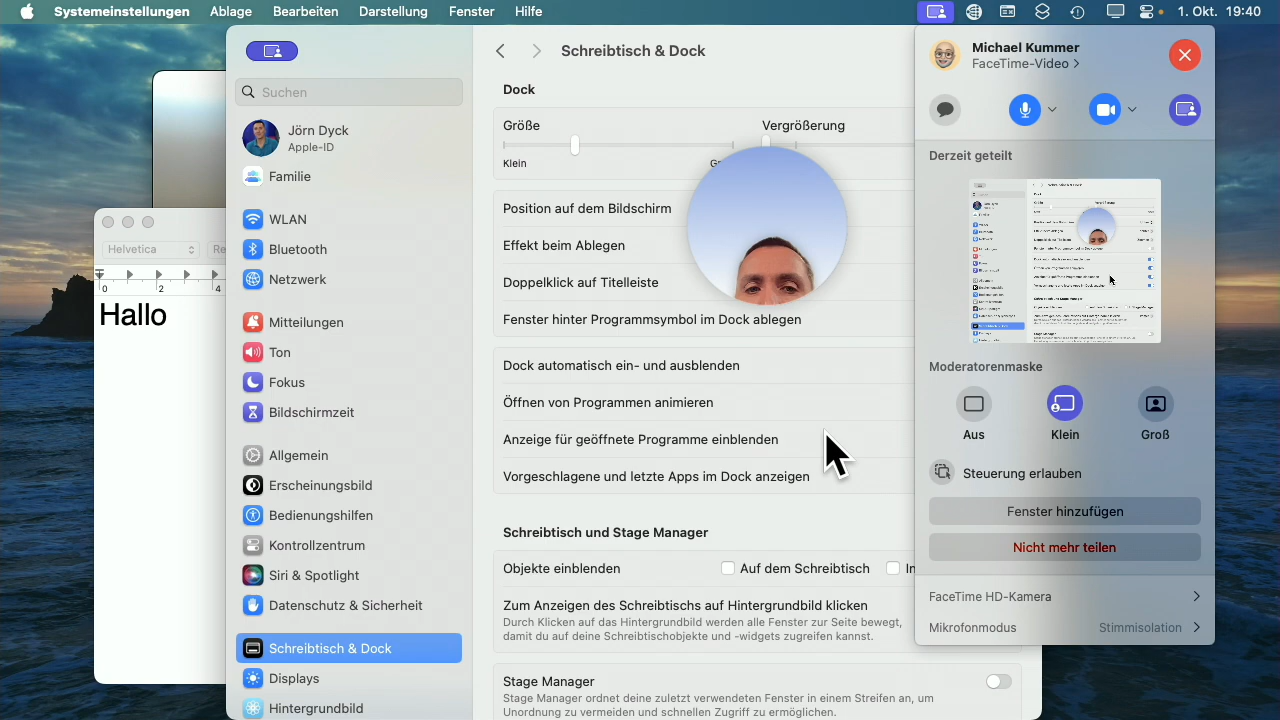 Systemeinstellungen Ablage Bearbeiten Darstellung Fenster Hilfe
1. Okt. 19:40
Helvetica
0 2 4
Hallo
Suchen
Jörn Dyck
Apple-ID
Familie
WLAN
Bluetooth
Netzwerk
Mitteilungen
Ton
Fokus
Bildschirmzeit
Allgemein
Erscheinungsbild
Bedienungshilfen
Kontrollzentrum
Siri & Spotlight
Datenschutz & Sicherheit
Schreibtisch & Dock
Displays
Hintergrundbild
Schreibtisch & Dock
Dock
Größe Vergrößerung
Klein
Position auf dem Bildschirm
Effekt beim Ablegen
Doppelklick auf Titelleiste
Fenster hinter Programmsymbol im Dock ablegen
Dock automatisch ein- und ausblenden
Öffnen von Programmen animieren
Anzeige für geöffnete Programme einblenden
Vorgeschlagene und letzte Apps im Dock anzeigen
Schreibtisch und Stage Manager
Objekte einblenden Auf dem Schreibtisch
Zum Anzeigen des Schreibtischs auf Hintergrundbild klicken
Durch Klicken auf das Hintergrundbild werden alle Fenster zur Seite bewegt,
damit du auf deine Schreibtischobjekte und -widgets zugreifen kannst.
Stage Manager
Stage Manager ordnet deine zuletzt verwendeten Fenster in einem Streifen an, um
Unordnung zu vermeiden und schnellen Zugriff zu ermöglichen.
Michael Kummer
FaceTime-Video
Derzeit geteilt
Moderatorenmaske
Aus Klein Groß
Steuerung erlauben
Fenster hinzufügen
Nicht mehr teilen
FaceTime HD-Kamera
Mikrofonmodus Stimmisolation